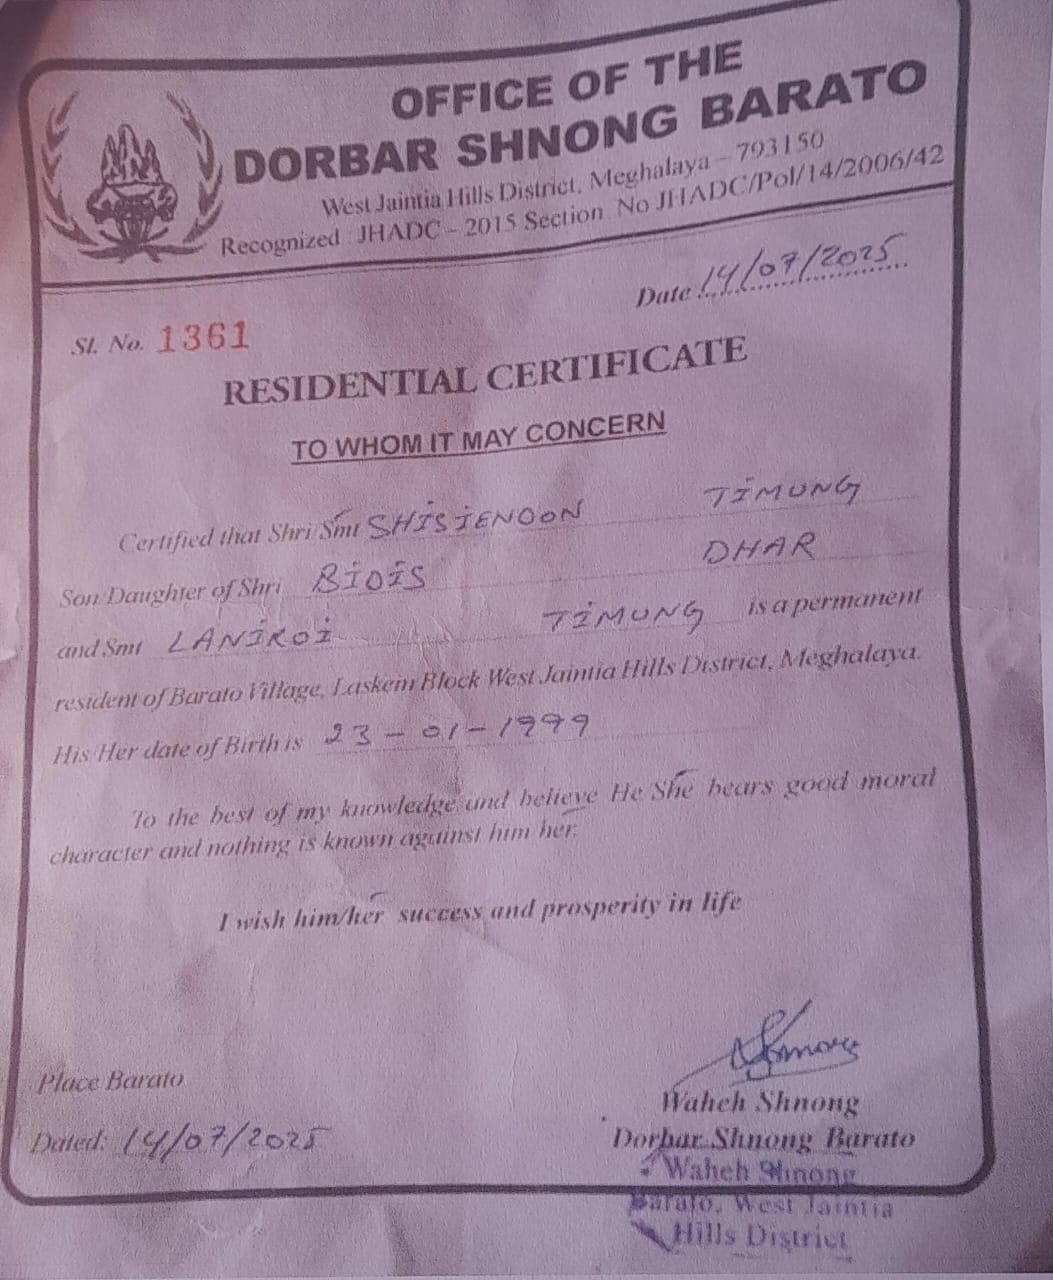 OFFICE OF THE
DORBAR SHNONG BARATO
West Jaintia Hills District, Meghalaya – 793150
Recognized JHADC – 2015 Section No JHADC/Pol/14/2006/42
Date 14/07/2025
Sl. No. 1361
RESIDENTIAL CERTIFICATE
TO WHOM IT MAY CONCERN
Certified that Shri/Smt SHISIENOON TIMUNG
Son/Daughter of Shri BIOIS DHAR
and Smt LANIROI TIMUNG is a permanent
resident of Barato Village, Laskein Block West Jaintia Hills District, Meghalaya.
His/Her date of Birth is 23-01-1999
To the best of my knowledge and believe He/She bears good moral
character and nothing is known against him/her.
I wish him/her success and prosperity in life
Place Barato
Dated: 14/07/2025
Waheh Shnong
Dorbar Shnong Barato
Waheh Shnong
Barato, West Jaintia
Hills District